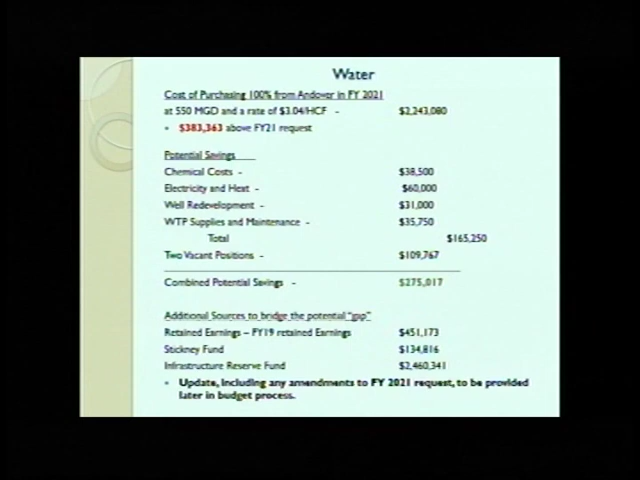 Water
Cost of Purchasing 100% from Andover in FY 2021
at 550 MGD and a rate of $3.04/HCF - $2,243,080
• $383,363 above FY21 request
Potential Savings
Chemical Costs - $38,500
Electricity and Heat - $60,000
Well Redevelopment - $31,000
WTP Supplies and Maintenance - $35,750
Total $165,250
Two Vacant Positions - $109,767
Combined Potential Savings - $275,017
Additional Sources to bridge the potential "gap"
Retained Earnings – FY19 retained Earnings $451,173
Stickney Fund $134,816
Infrastructure Reserve Fund $2,460,341
• Update, including any amendments to FY 2021 request, to be provided
later in budget process.